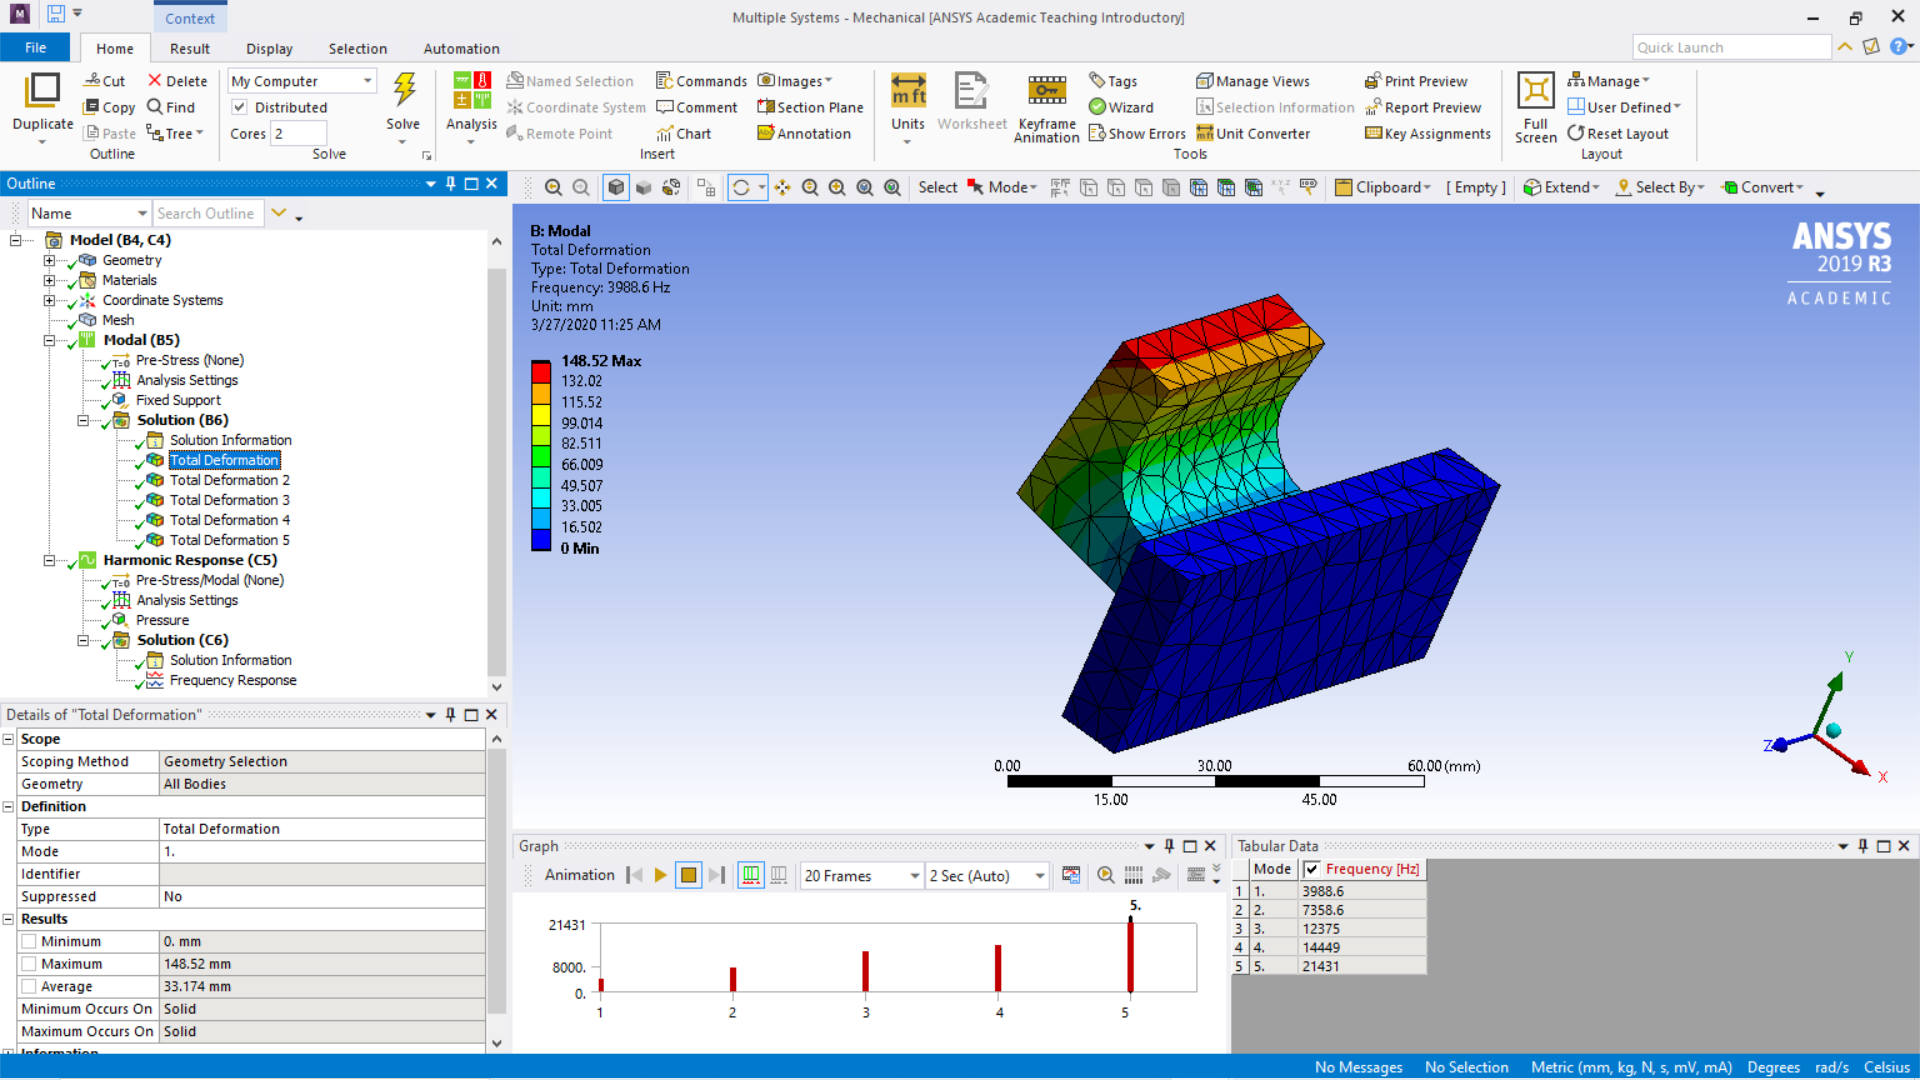 Context
Multiple Systems - Mechanical [ANSYS Academic Teaching Introductory]
File Home Result Display Selection Automation
Quick Launch
Duplicate
Cut
Copy
Paste
Delete
Find
Tree
Outline
My Computer
Distributed
Cores 2
Solve
Solve
Analysis
Named Selection
Coordinate System
Remote Point
Commands
Comment
Chart
Images
Section Plane
Annotation
Insert
Units
Worksheet
Keyframe
Animation
Tags
Wizard
Show Errors
Manage Views
Selection Information
Unit Converter
Print Preview
Report Preview
Key Assignments
Tools
Full
Screen
Manage
User Defined
Reset Layout
Layout
Outline
Name Search Outline
Model (B4, C4)
Geometry
Materials
Coordinate Systems
Mesh
Modal (B5)
Pre-Stress (None)
Analysis Settings
Fixed Support
Solution (B6)
Solution Information
Total Deformation
Total Deformation 2
Total Deformation 3
Total Deformation 4
Total Deformation 5
Harmonic Response (C5)
Pre-Stress/Modal (None)
Analysis Settings
Pressure
Solution (C6)
Solution Information
Frequency Response
Details of "Total Deformation"
Scope
Scoping Method Geometry Selection
Geometry All Bodies
Definition
Type Total Deformation
Mode 1.
Identifier
Suppressed No
Results
Minimum 0. mm
Maximum 148.52 mm
Average 33.174 mm
Minimum Occurs On Solid
Maximum Occurs On Solid
Information
Select Mode Clipboard [ Empty ] Extend Select By Convert
B: Modal
Total Deformation
Type: Total Deformation
Frequency: 3988.6 Hz
Unit: mm
3/27/2020 11:25 AM
148.52 Max
132.02
115.52
99.014
82.511
66.009
49.507
33.005
16.502
0 Min
ANSYS
2019 R3
ACADEMIC
Y
Z
X
0.00 30.00 60.00 (mm)
15.00 45.00
Graph
Animation 20 Frames 2 Sec (Auto)
5.
21431
8000.
0.
1 2 3 4 5
Tabular Data
Mode Frequency [Hz]
1 1. 3988.6
2 2. 7358.6
3 3. 12375
4 4. 14449
5 5. 21431
No Messages No Selection Metric (mm, kg, N, s, mV, mA) Degrees rad/s Celsius